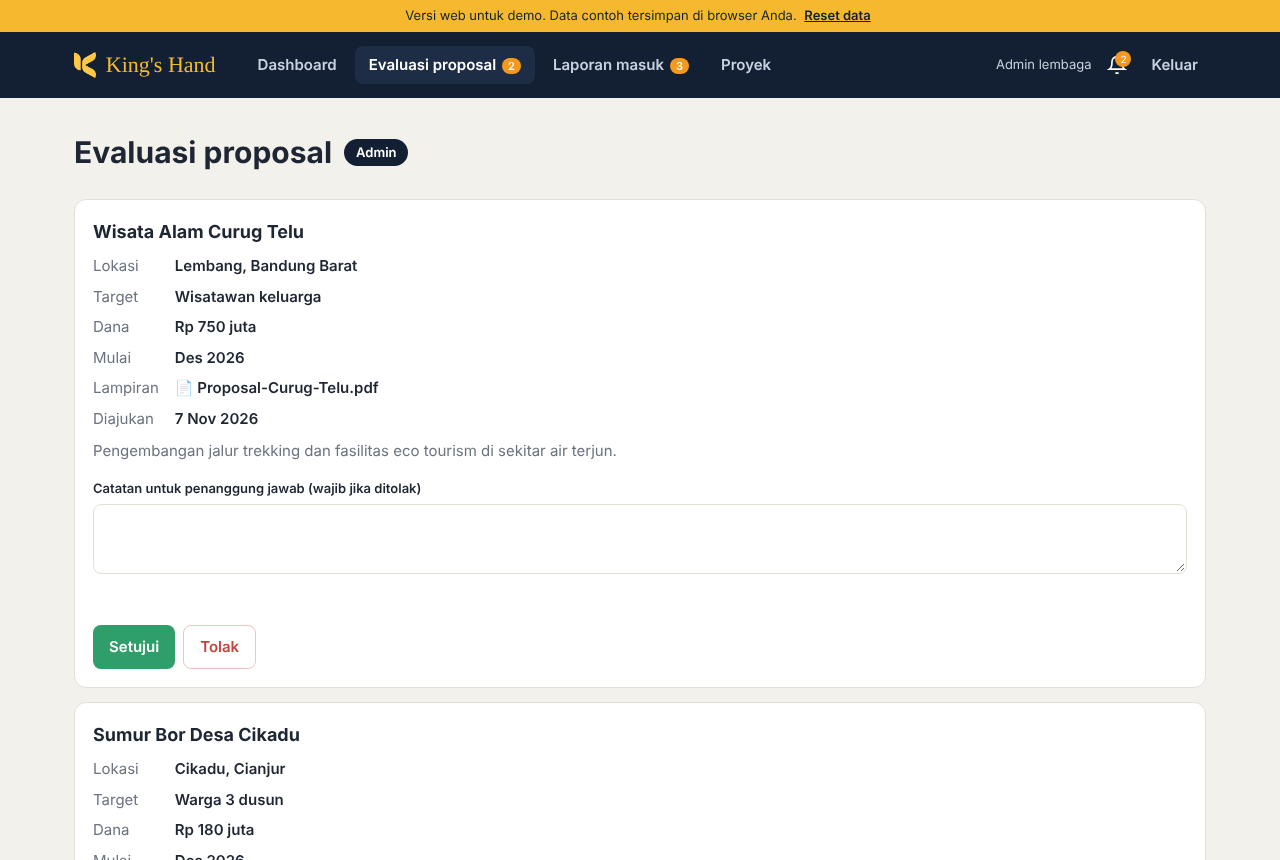 Versi web untuk demo. Data contoh tersimpan di browser Anda. Reset data
King's Hand Dashboard Evaluasi proposal 2 Laporan masuk 3 Proyek Admin lembaga 2 Keluar
Evaluasi proposal Admin
Wisata Alam Curug Telu
Lokasi Lembang, Bandung Barat
Target Wisatawan keluarga
Dana Rp 750 juta
Mulai Des 2026
Lampiran 📄 Proposal-Curug-Telu.pdf
Diajukan 7 Nov 2026
Pengembangan jalur trekking dan fasilitas eco tourism di sekitar air terjun.
Catatan untuk penanggung jawab (wajib jika ditolak)
Setujui Tolak
Sumur Bor Desa Cikadu
Lokasi Cikadu, Cianjur
Target Warga 3 dusun
Dana Rp 180 juta
Mulai Des 2026